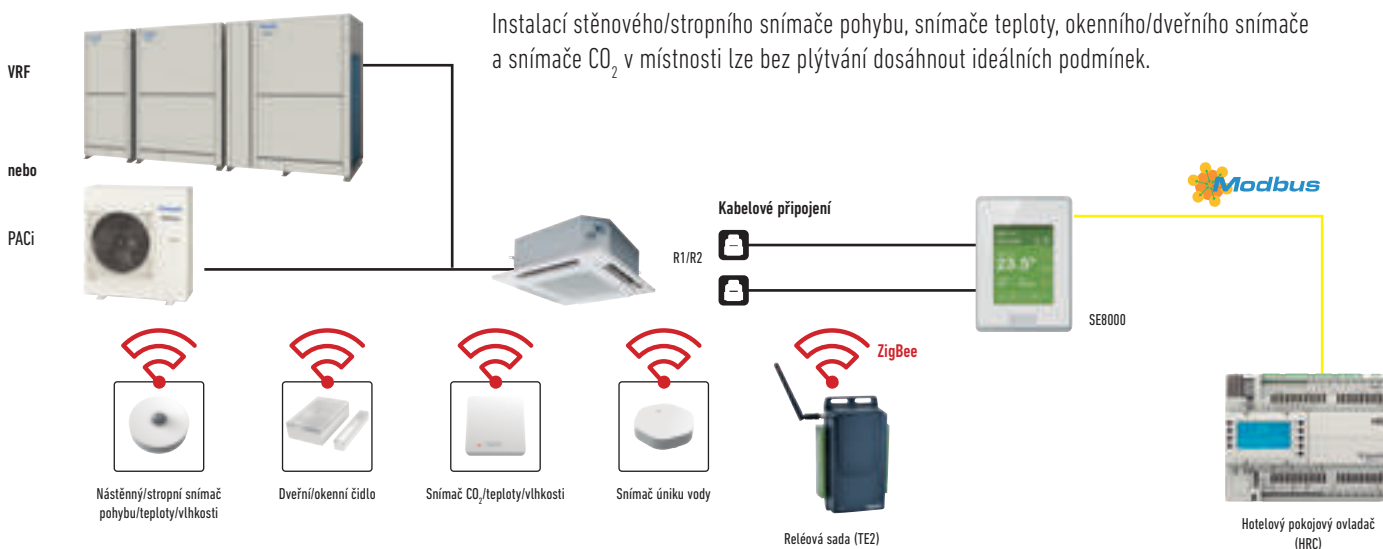 Instalací stěnového/stropního snímače pohybu, snímače teploty, okenního/dveřního snímače
a snímače CO₂ v místnosti lze bez plýtvání dosáhnout ideálních podmínek.
VRF
nebo
PACi
R1/R2
Kabelové připojení
23.5°
SE8000
Modbus
ZigBee
Nástěnný/stropní snímač
pohybu/teploty/vlhkosti
Dveřní/okenní čidlo
Snímač CO₂/teploty/vlhkosti
Snímač úniku vody
Reléová sada (TE2)
Hotelový pokojový ovladač
(HRC)